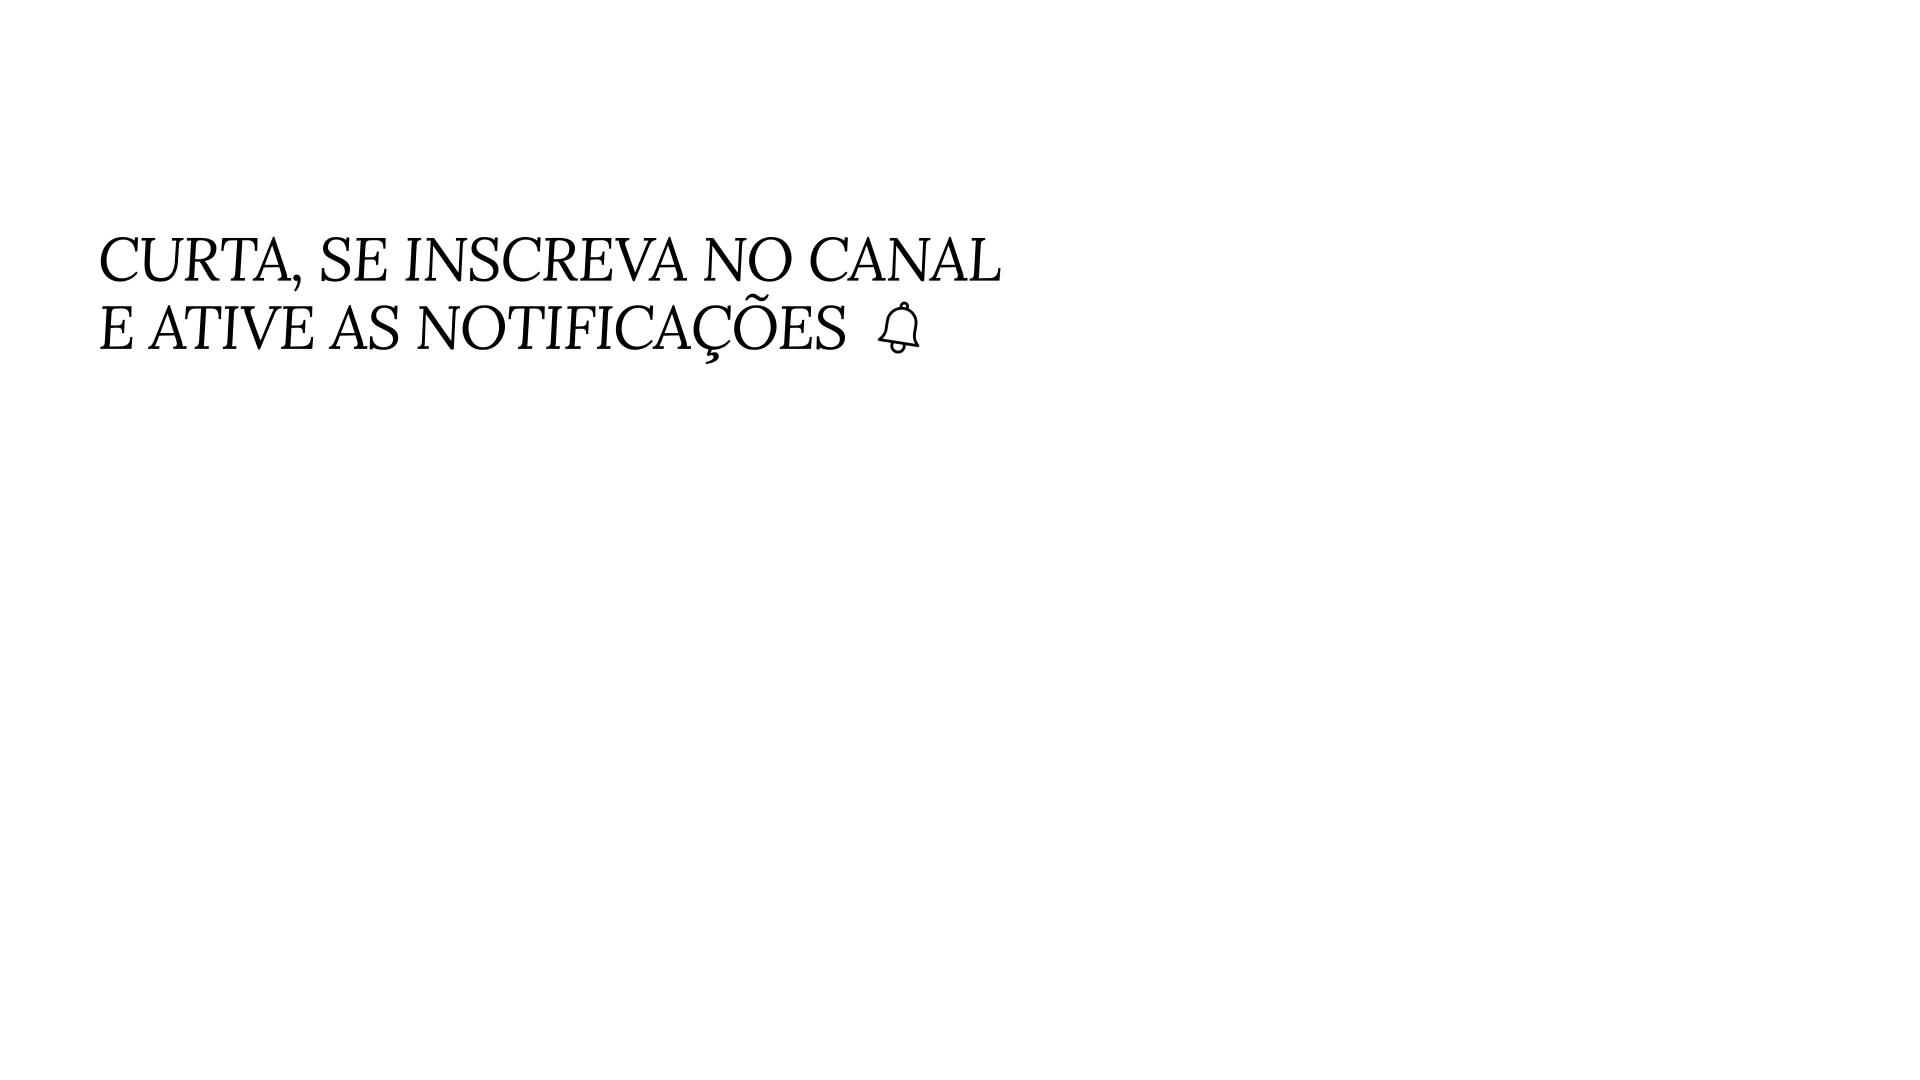 CURTA, SE INSCREVA NO CANAL
E ATIVE AS NOTIFICAÇÕES